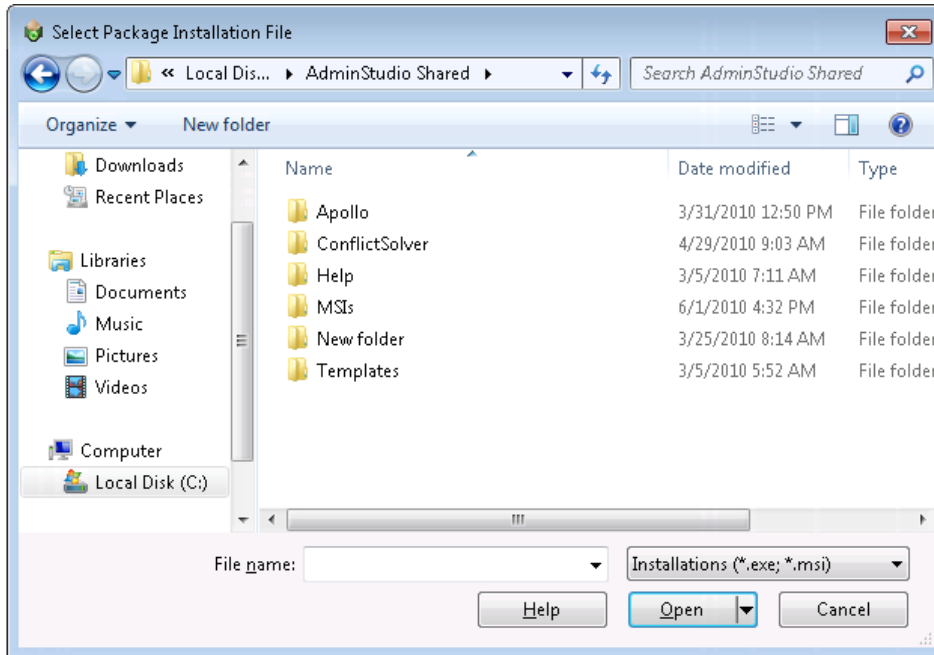 Select Package Installation File
« Local Dis... ▸ AdminStudio Shared ▸ Search AdminStudio Shared
Organize New folder
Downloads
Recent Places
Libraries
Documents
Music
Pictures
Videos
Computer
Local Disk (C:)
Name Date modified Type
Apollo 3/31/2010 12:50 PM File folder
ConflictSolver 4/29/2010 9:03 AM File folder
Help 3/5/2010 7:11 AM File folder
MSIs 6/1/2010 4:32 PM File folder
New folder 3/25/2010 8:14 AM File folder
Templates 3/5/2010 5:52 AM File folder
File name: Installations (*.exe; *.msi)
Help Open Cancel